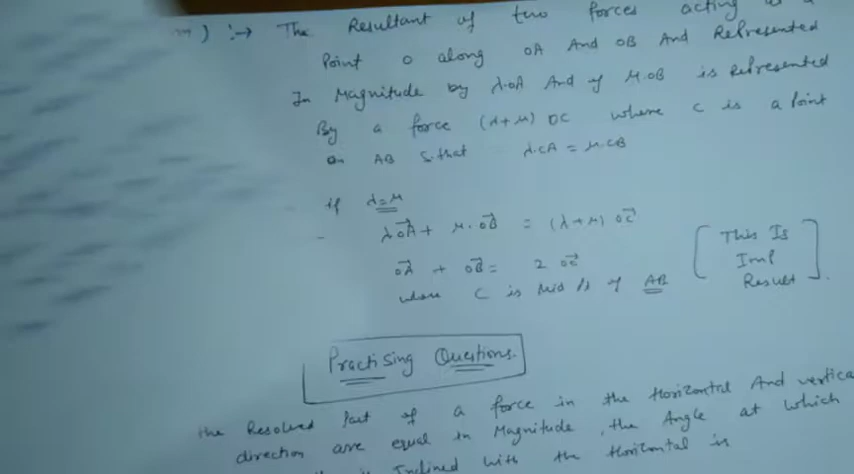 ) :→ The Resultant of two forces acting
Point O along OA And OB And Represented
In Magnitude by λ.OA And of μ.OB is Represented
By a force (λ+μ) OC where C is a Point
on AB S.that λ.CA = μ.CB
if λ=μ
λOA⃗ + μ.OB⃗ = (λ+μ) OC⃗
OA⃗ + OB⃗ = 2 OC⃗
where C is Mid Pt of AB
[This Is
Imp
Result].
Practising Questions.
the Resolved Part of a force in the Horizontal And vertica
direction are equal in Magnitude, the Angle at which
Inclined with the Horizontal is